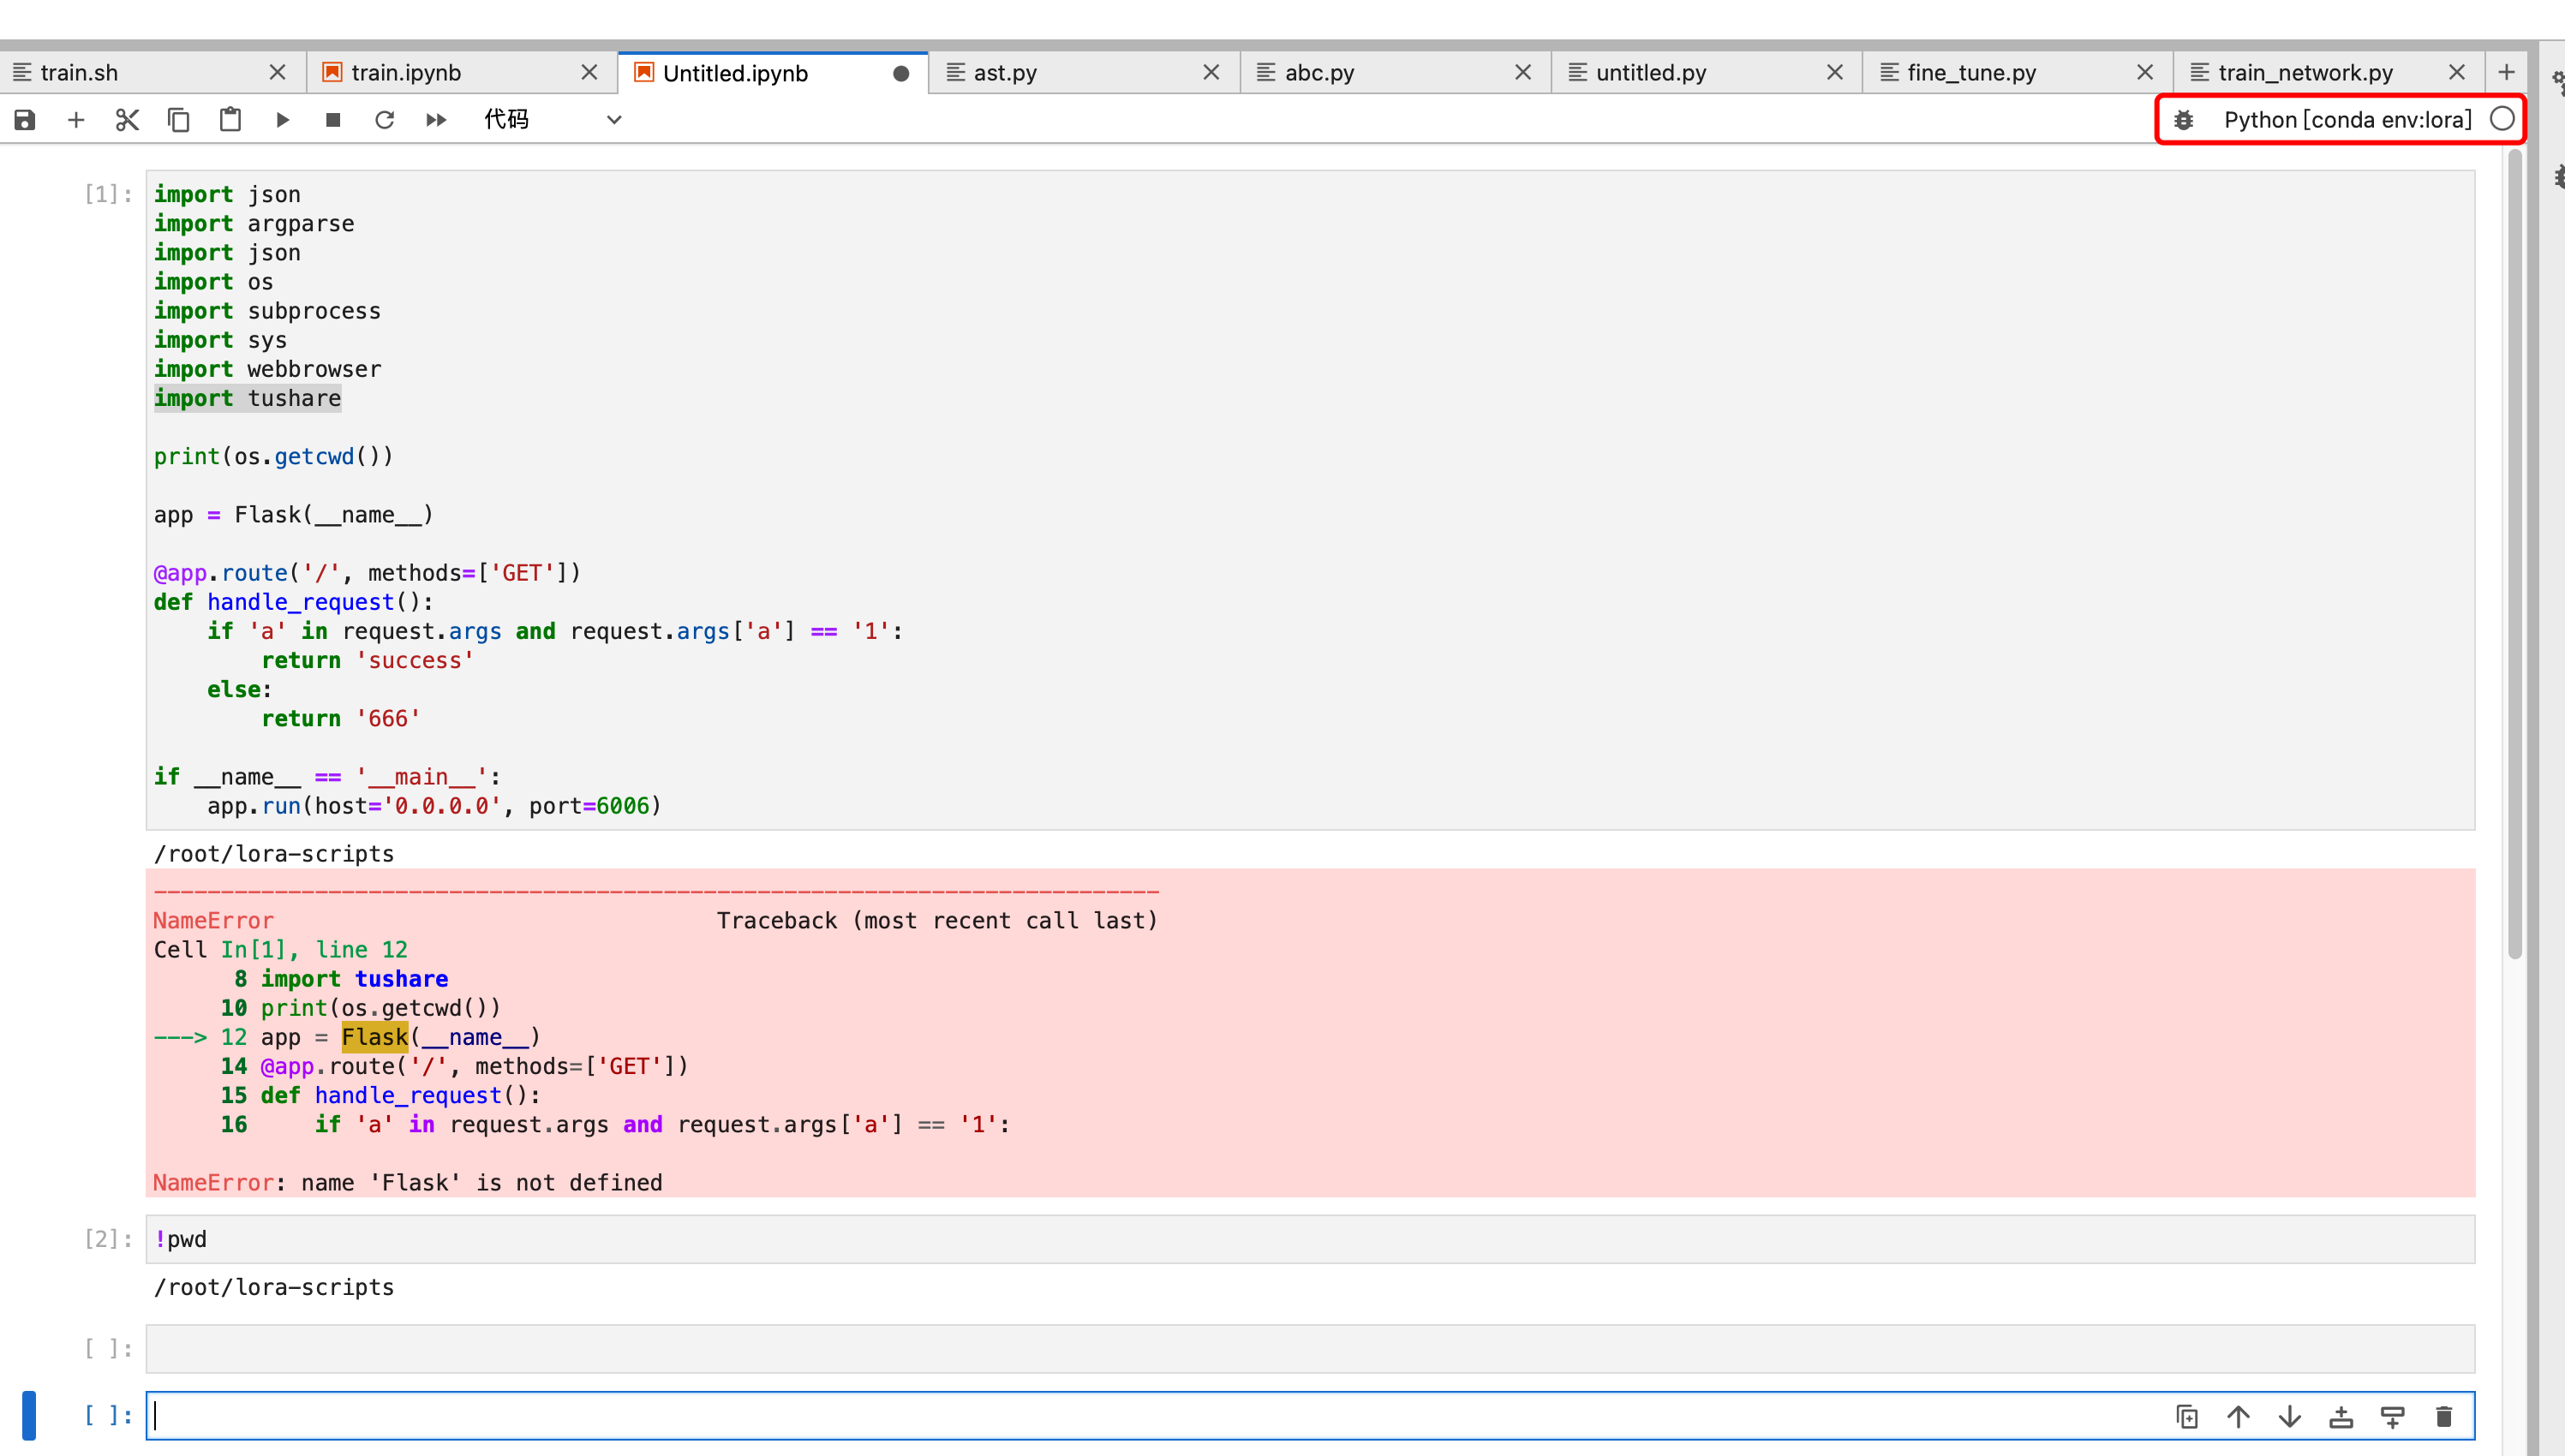 train.sh train.ipynb Untitled.ipynb ast.py abc.py untitled.py fine_tune.py train_network.py
代码 Python [conda env:lora]
[1]: import json
import argparse
import json
import os
import subprocess
import sys
import webbrowser
import tushare
print(os.getcwd())
app = Flask(__name__)
@app.route('/', methods=['GET'])
def handle_request():
    if 'a' in request.args and request.args['a'] == '1':
        return 'success'
    else:
        return '666'
if __name__ == '__main__':
    app.run(host='0.0.0.0', port=6006)
/root/lora-scripts
---------------------------------------------------------------------------
NameError                                 Traceback (most recent call last)
Cell In[1], line 12
      8 import tushare
     10 print(os.getcwd())
---> 12 app = Flask(__name__)
     14 @app.route('/', methods=['GET'])
     15 def handle_request():
     16     if 'a' in request.args and request.args['a'] == '1':
NameError: name 'Flask' is not defined
[2]: !pwd
/root/lora-scripts
[ ]:
[ ]: